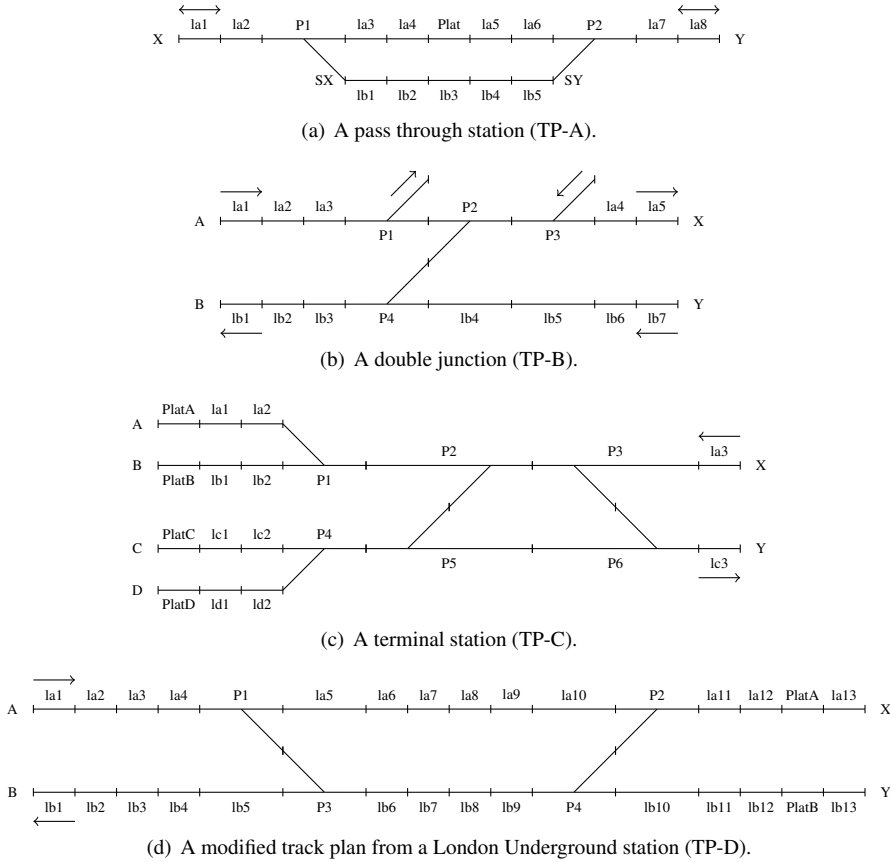 la1 la2 P1 la3 la4 Plat la5 la6 P2 la7 la8
X Y
SX SY
lb1 lb2 lb3 lb4 lb5
(a) A pass through station (TP-A).
la1 la2 la3 P2 la4 la5
A X
P1 P3
B Y
lb1 lb2 lb3 P4 lb4 lb5 lb6 lb7
(b) A double junction (TP-B).
PlatA la1 la2
A
P2 P3 la3
B X
PlatB lb1 lb2 P1
PlatC lc1 lc2 P4
C Y
P5 P6 lc3
D
PlatD ld1 ld2
(c) A terminal station (TP-C).
la1 la2 la3 la4 P1 la5 la6 la7 la8 la9 la10 P2 la11 la12 PlatA la13
A X
B Y
lb1 lb2 lb3 lb4 lb5 P3 lb6 lb7 lb8 lb9 P4 lb10 lb11 lb12 PlatB lb13
(d) A modified track plan from a London Underground station (TP-D).